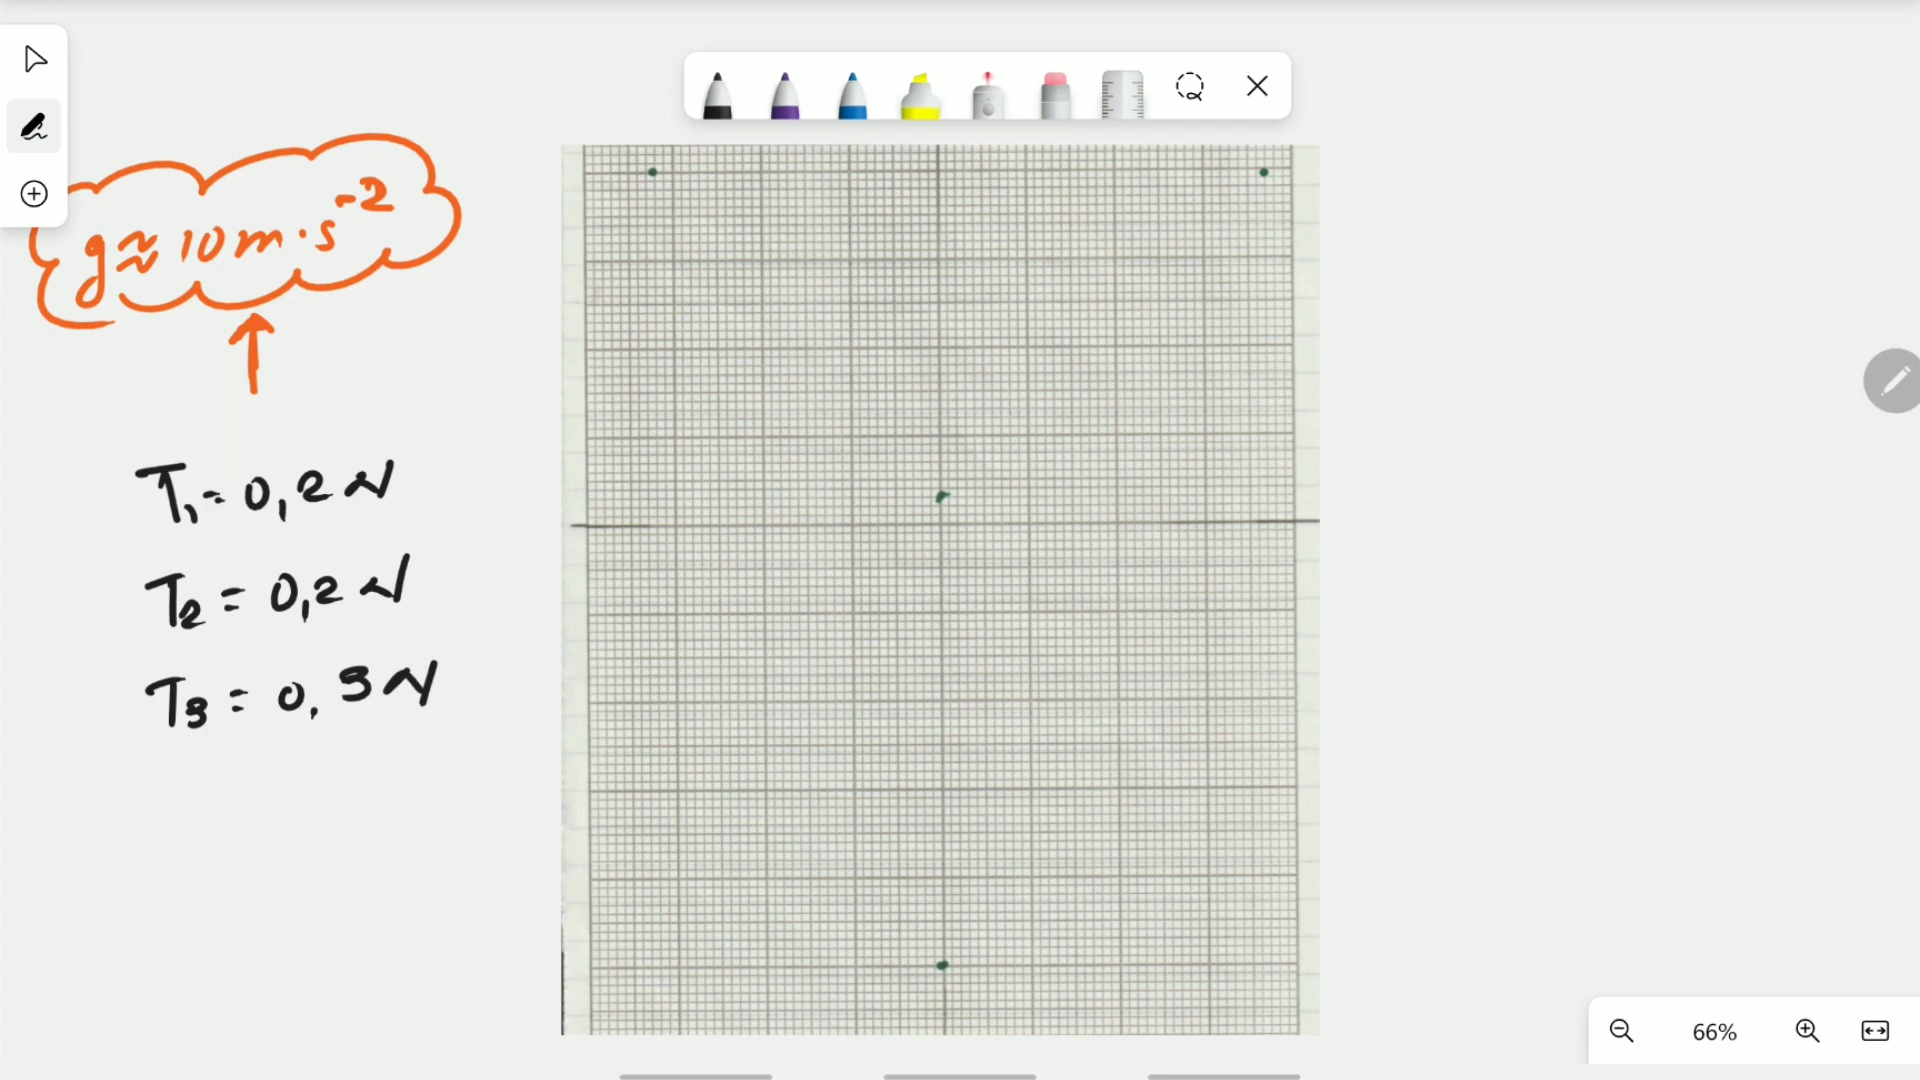 g ≈ 10 m·s⁻²
T₁ = 0,2 N
T₂ = 0,2 N
T₃ = 0,3 N
66%